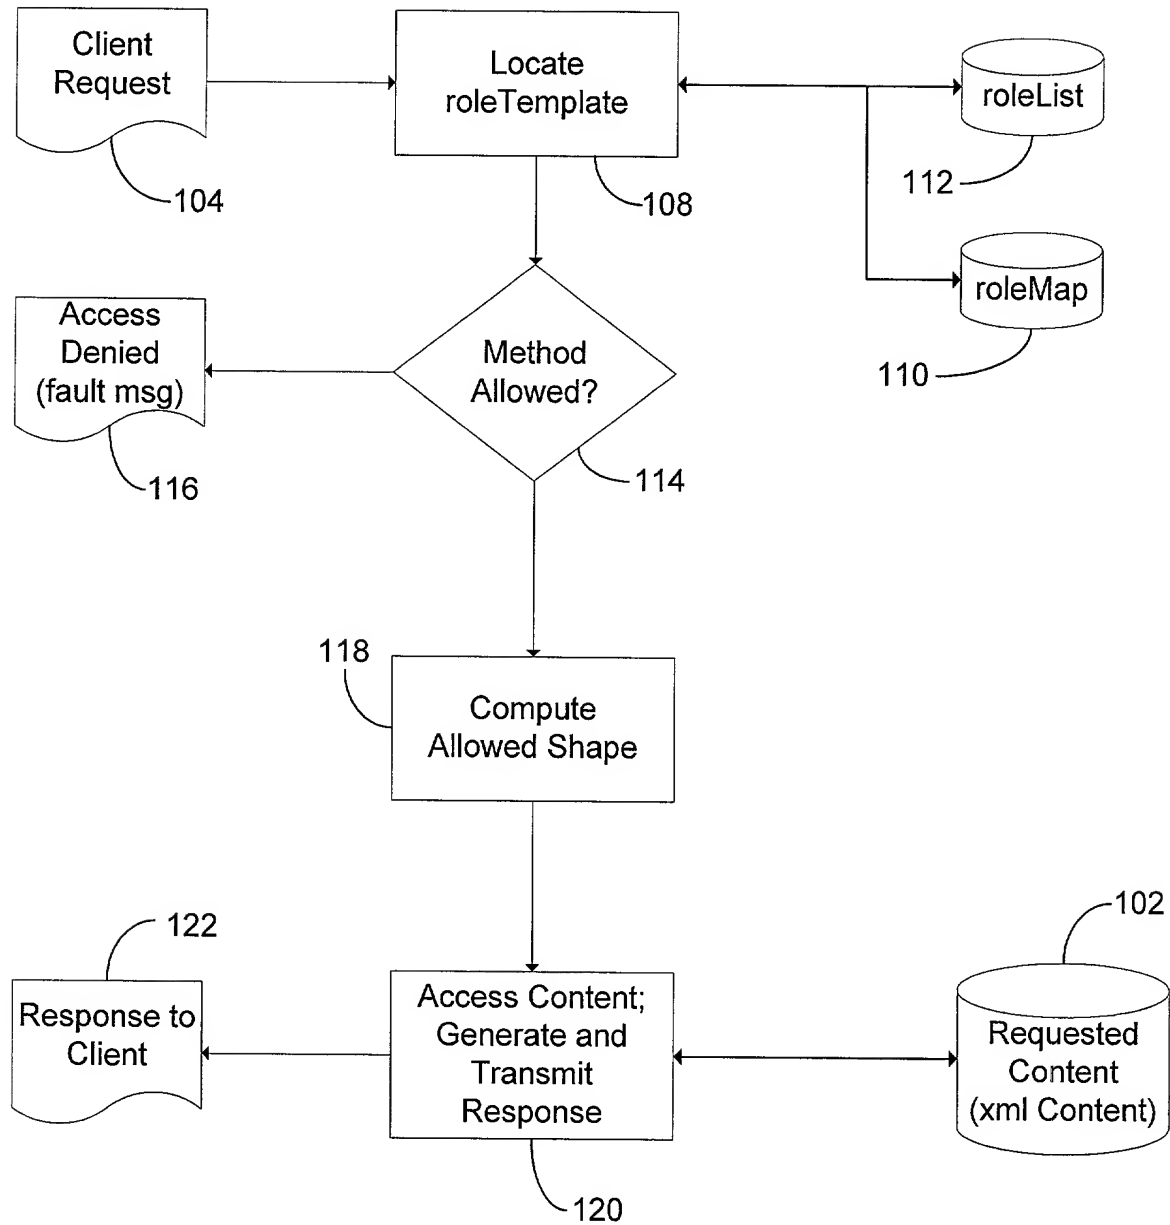 Client
Request
104
Locate
roleTemplate
108
roleList
112
roleMap
110
Access
Denied
(fault msg)
116
Method
Allowed?
114
118
Compute
Allowed Shape
122
Response to
Client
Access Content;
Generate and
Transmit
Response
120
102
Requested
Content
(xml Content)